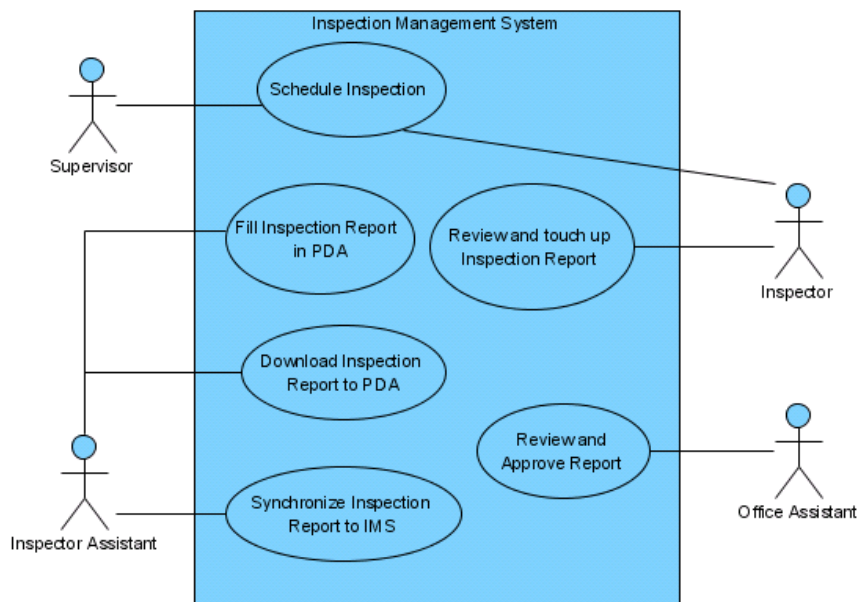 Inspection Management System
Schedule Inspection
Supervisor
Fill Inspection Report
in PDA
Review and touch up
Inspection Report
Inspector
Download Inspection
Report to PDA
Review and
Approve Report
Office Assistant
Synchronize Inspection
Report to IMS
Inspector Assistant